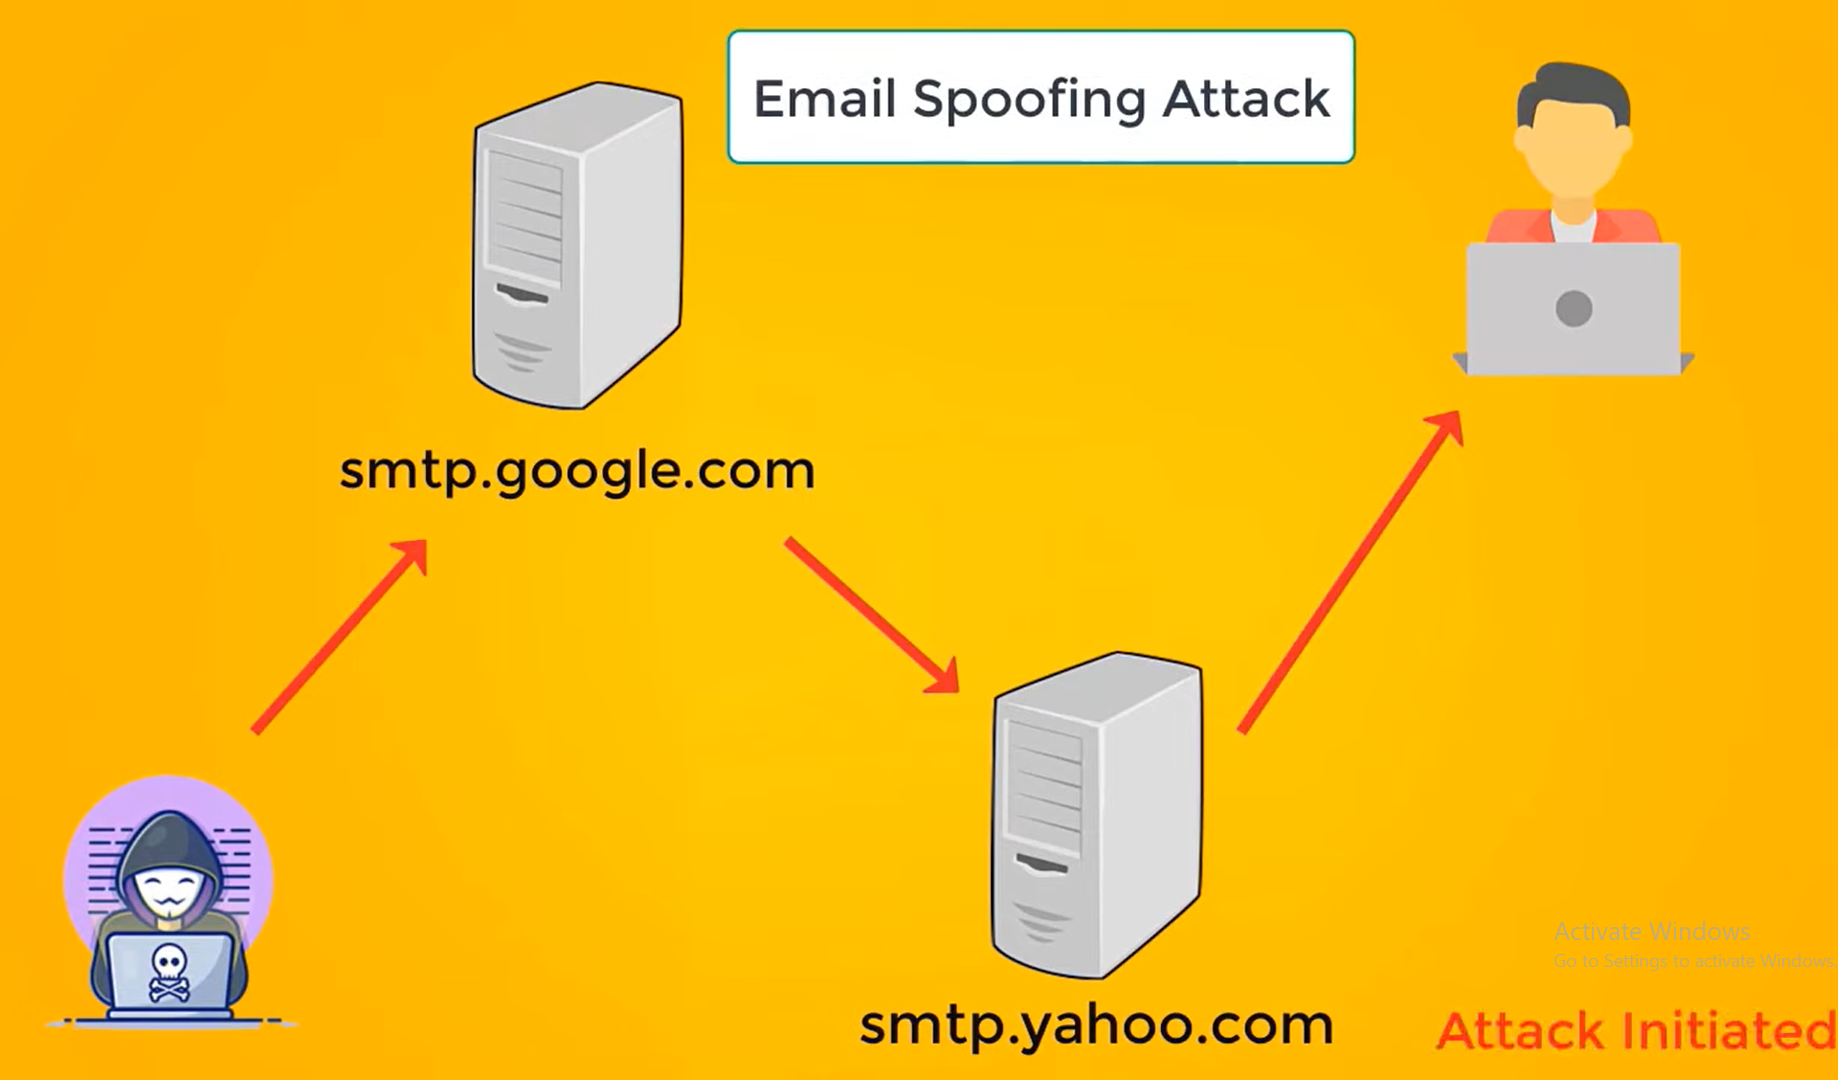 Email Spoofing Attack
smtp.google.com
smtp.yahoo.com
Activate Windows
Go to Settings to activate Windows.
Attack Initiated